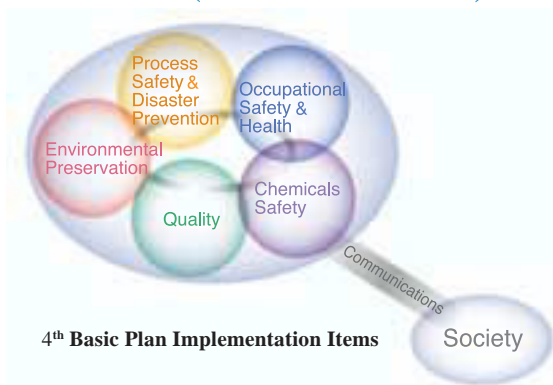 Process
Safety &
Disaster
Prevention
Occupational
Safety &
Health
Environmental
Preservation
Chemicals
Safety
Quality
Communications
4th Basic Plan Implementation Items
Society